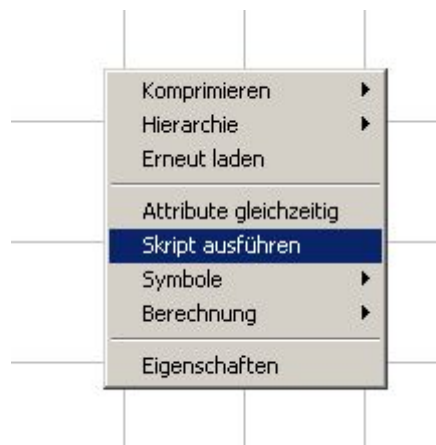 Komprimieren
Hierarchie
Erneut laden
Attribute gleichzeitig
Skript ausführen
Symbole
Berechnung
Eigenschaften